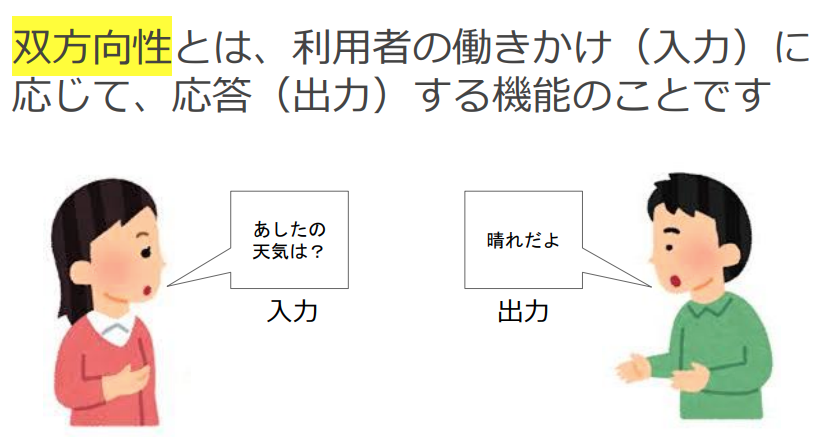 双方向性とは、利用者の働きかけ（入力）に
応じて、応答（出力）する機能のことです
あしたの
天気は？
入力
晴れだよ
出力